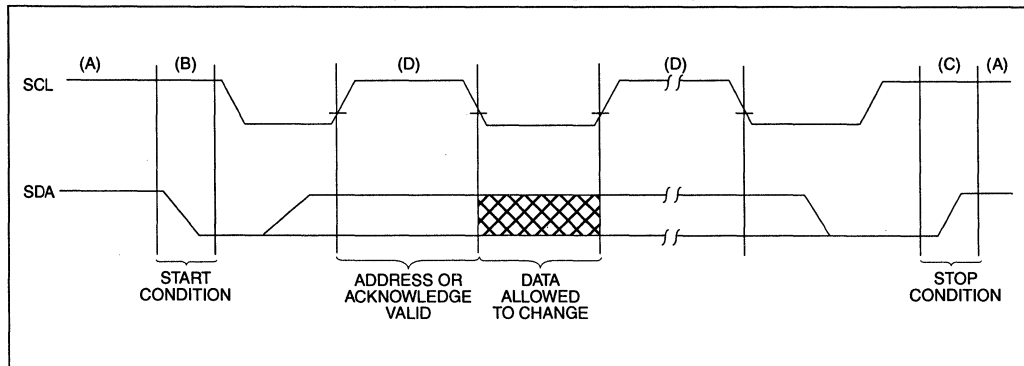 (A) (B) (D) (D) (C) (A)
SCL
SDA
START CONDITION
ADDRESS OR ACKNOWLEDGE VALID
DATA ALLOWED TO CHANGE
STOP CONDITION